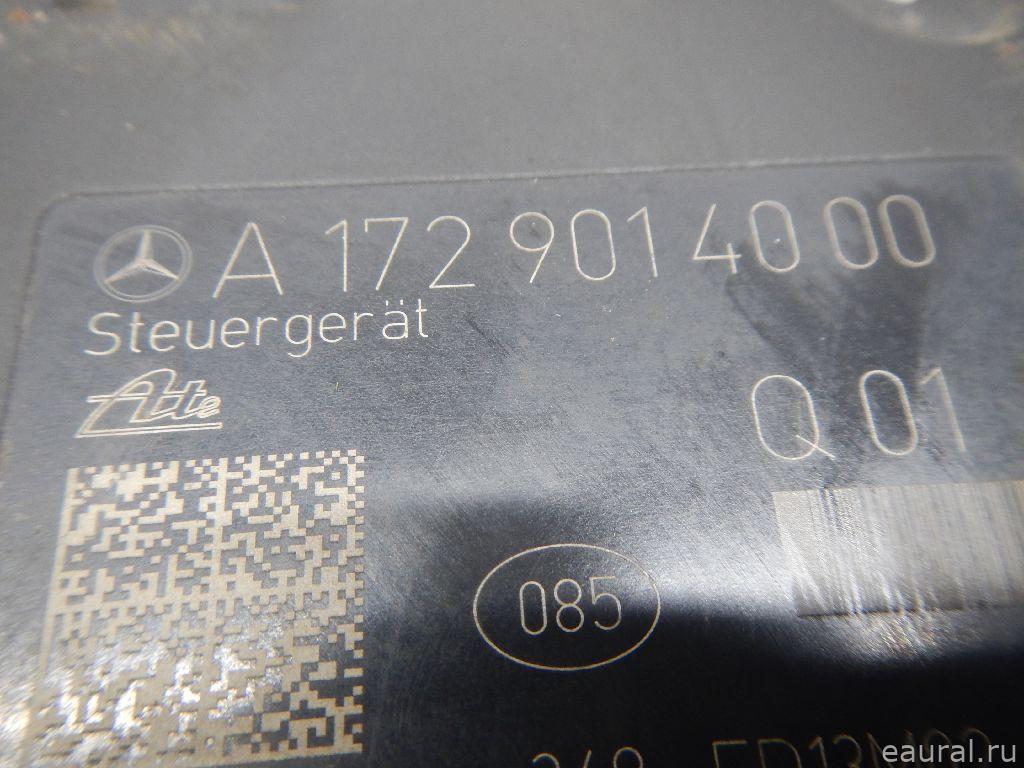 A 172 901 40 00
Steuergerät
Ate
Q 01
085
eaural.ru